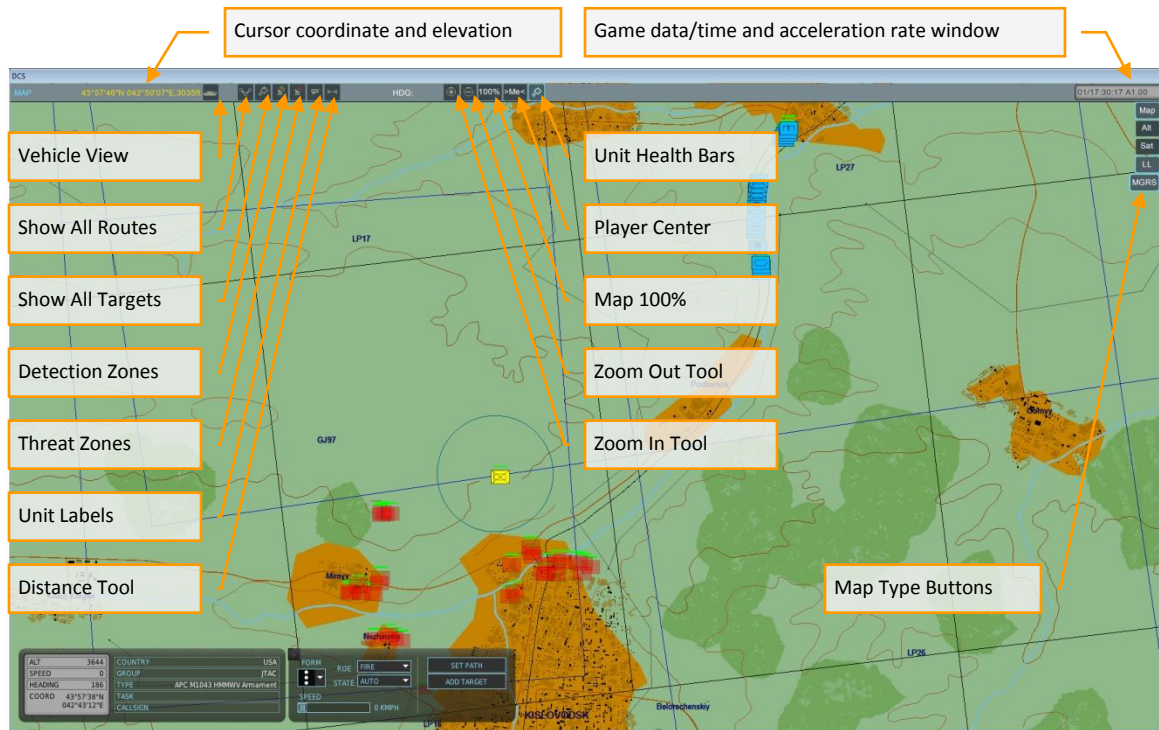 Cursor coordinate and elevation
Game data/time and acceleration rate window
DCS
MAP
43°57'46"N 042°50'07"E,3035ft
HDG:
100%
>Me<
01/17:30:17 A1.00
Map
Alt
Sat
LL
MGRS
Vehicle View
Unit Health Bars
LP27
Show All Routes
Player Center
LP17
Show All Targets
Map 100%
Detection Zones
Zoom Out Tool
Threat Zones
GJ97
Zoom In Tool
Unit Labels
Distance Tool
Map Type Buttons
ALT 3644
SPEED 0
HEADING 186
COORD 43°57'38"N
042°43'12"E
COUNTRY USA
GROUP JTAC
TYPE APC M1043 HMMWV Armament
TASK
CALLSIGN
FORM
ROE FIRE
STATE AUTO
SPEED
0 KMPH
SET PATH
ADD TARGET
LP26
LP16
KISLOVODSK
Belorechenskiy